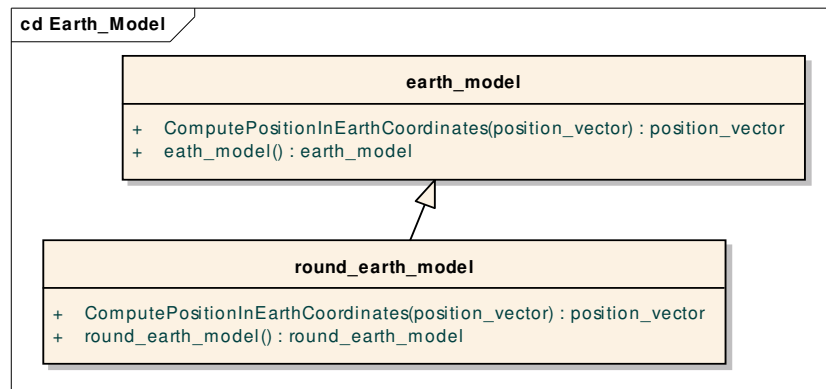 cd Earth_Model
earth_model
+ ComputePositionInEarthCoordinates(position_vector) : position_vector
+ eath_model() : earth_model
round_earth_model
+ ComputePositionInEarthCoordinates(position_vector) : position_vector
+ round_earth_model() : round_earth_model